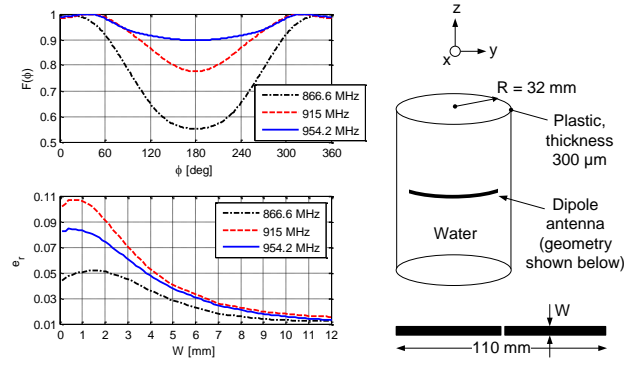 1
0.9
0.8
0.7
0.6
0.5
F(ϕ)
0 60 120 180 240 300 360
ϕ [deg]
866.6 MHz
915 MHz
954.2 MHz
0.11
0.09
0.07
0.05
0.03
0.01
e_r
0 1 2 3 4 5 6 7 8 9 10 11 12
W [mm]
866.6 MHz
915 MHz
954.2 MHz
z
x
y
R = 32 mm
Plastic,
thickness
300 µm
Dipole
antenna
(geometry
shown below)
Water
W
110 mm